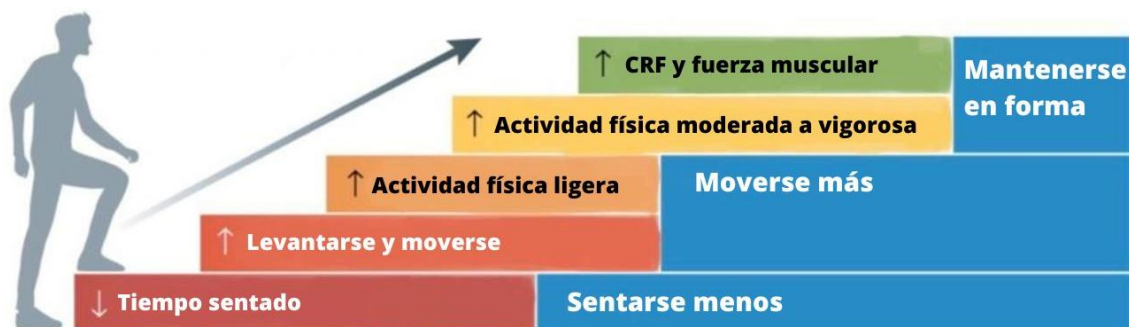 ↑ CRF y fuerza muscular
Mantenerse
en forma
↑ Actividad física moderada a vigorosa
↑ Actividad física ligera
Moverse más
↑ Levantarse y moverse
↓ Tiempo sentado
Sentarse menos